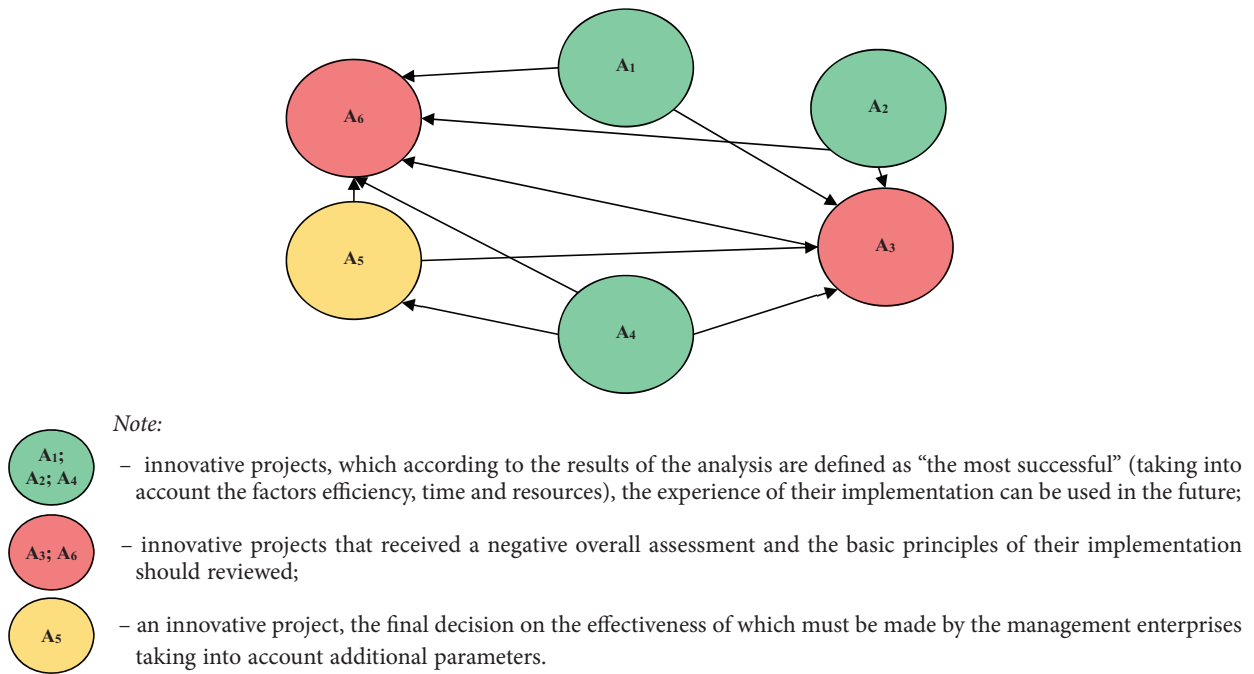 A₁
A₂
A₆
A₃
A₅
A₄
Note:
A₁;
A₂; A₄
– innovative projects, which according to the results of the analysis are defined as “the most successful” (taking into
account the factors efficiency, time and resources), the experience of their implementation can be used in the future;
A₃; A₆
– innovative projects that received a negative overall assessment and the basic principles of their implementation
should reviewed;
A₅
– an innovative project, the final decision on the effectiveness of which must be made by the management enterprises
taking into account additional parameters.